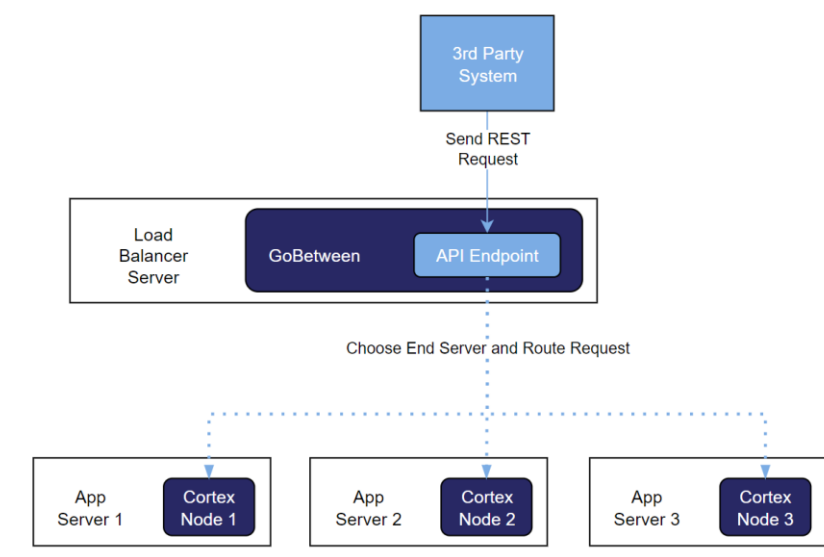 3rd Party
System
Send REST
Request
Load
Balancer
Server
GoBetween
API Endpoint
Choose End Server and Route Request
App
Server 1
Cortex
Node 1
App
Server 2
Cortex
Node 2
App
Server 3
Cortex
Node 3